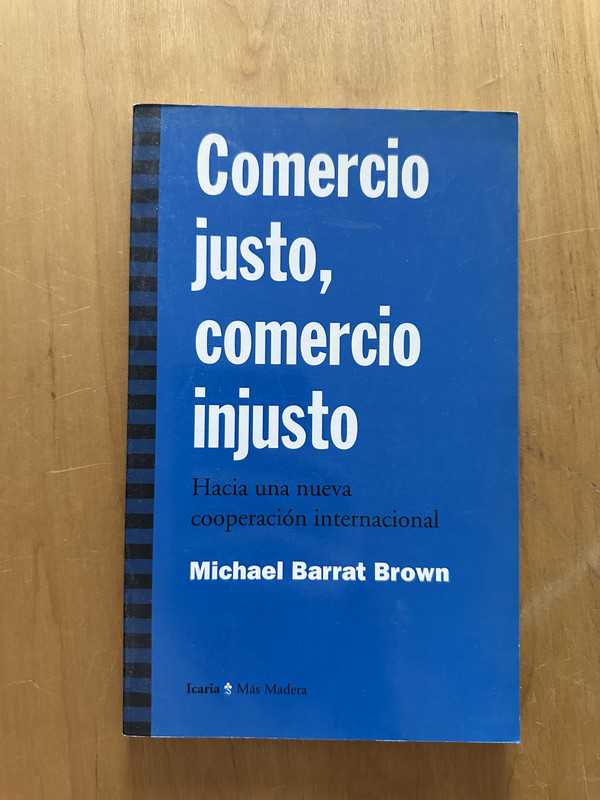 Comercio
justo,
comercio
injusto
Hacia una nueva
cooperación internacional
Michael Barrat Brown
Icaria Más Madera